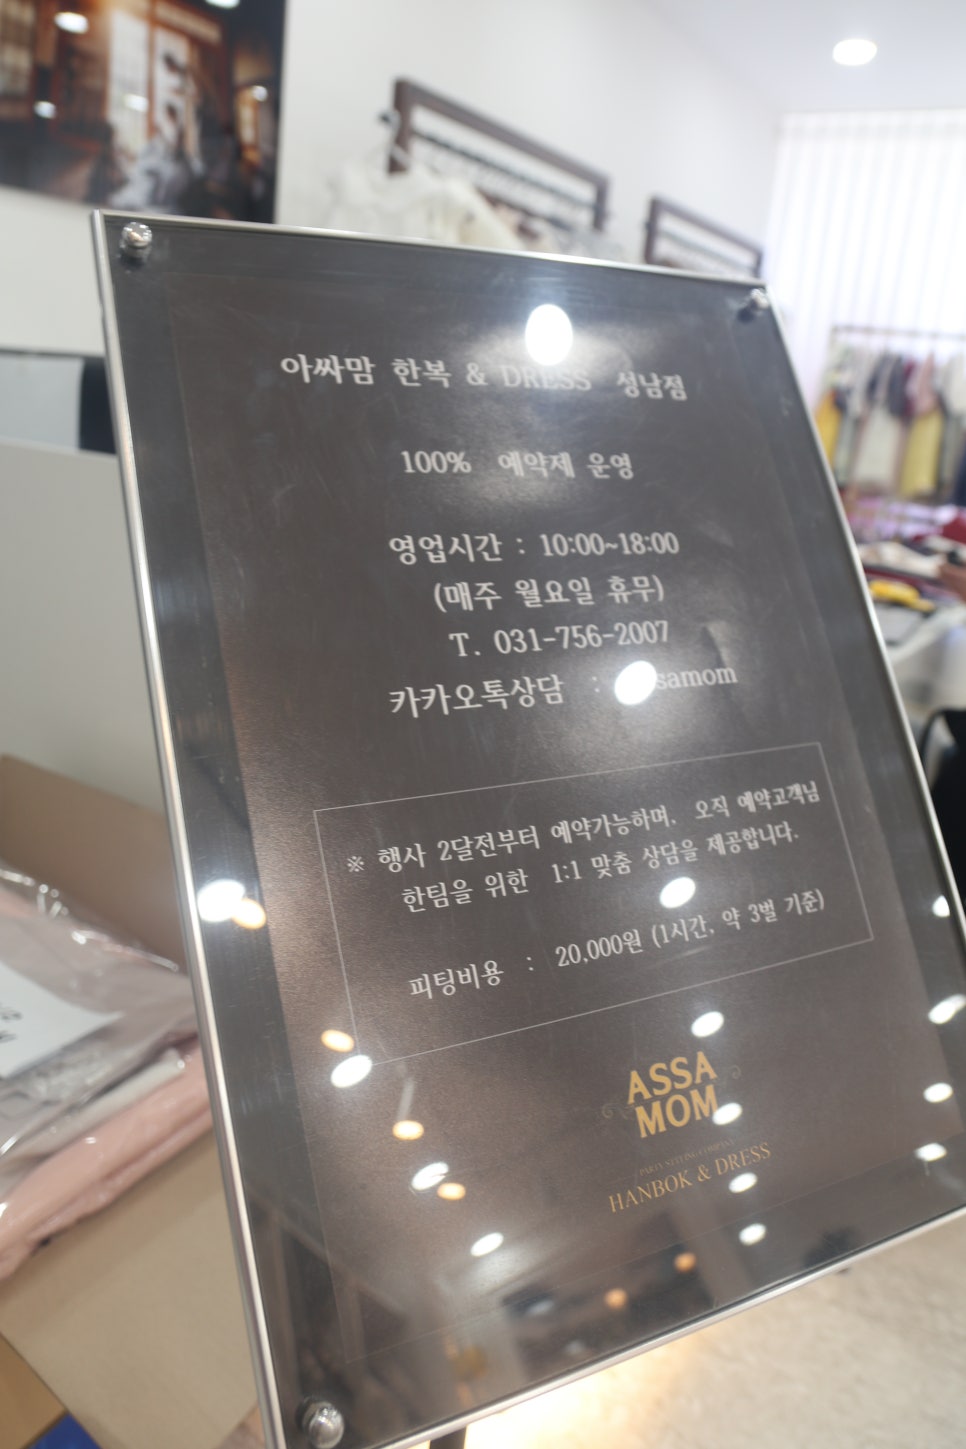 아싸맘 한복 & DRESS 성남점
100% 예약제 운영
영업시간 : 10:00~18:00
(매주 월요일 휴무)
T. 031-756-2007
카카오톡상담 :
※ 행사 2달전부터 예약가능하며, 오직 예약고객님
한팀을 위한 1:1 맞춤 상담을 제공합니다.
피팅비용 : 20,000원 (1시간, 약 3벌 기준)
ASSA
MOM
PARTY STYLING COMPANY
HANBOK & DRESS